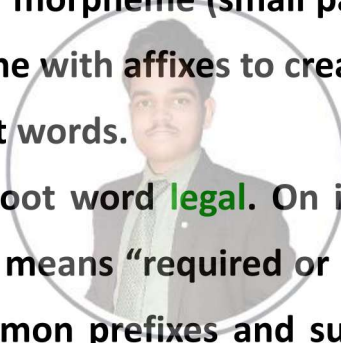 morpheme (small pa
ne with affixes to crea
t words.
oot word legal. On i
means “required or
mmon prefixes and su